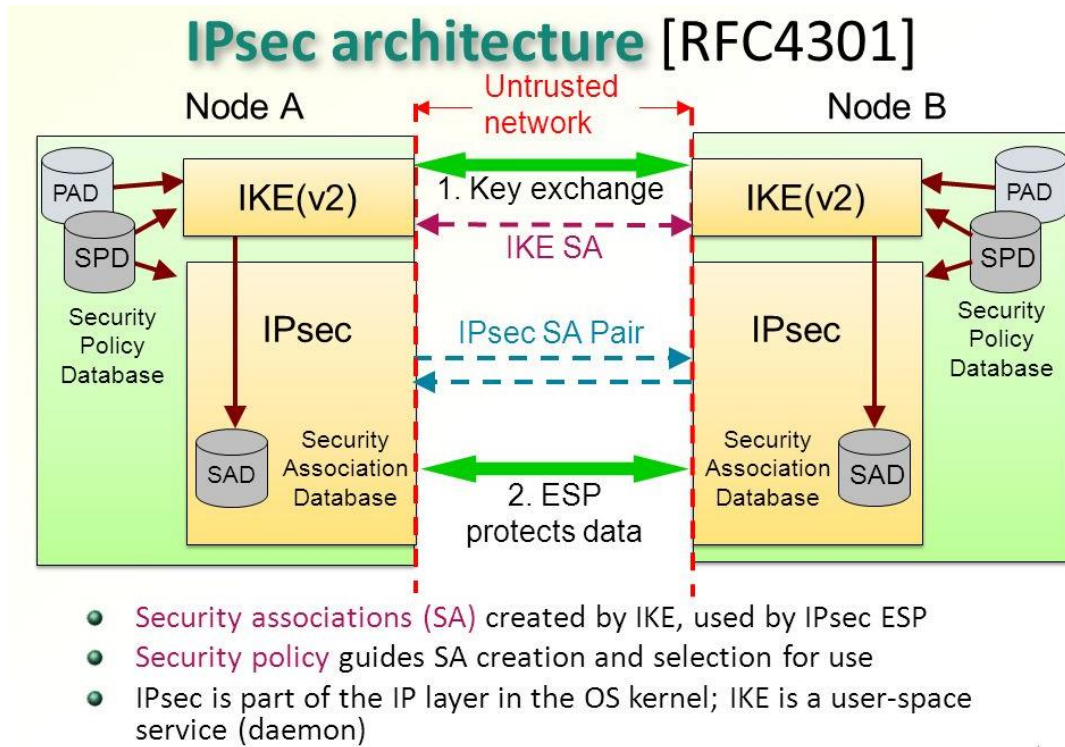 IPsec architecture [RFC4301]
Node A
Untrusted
network
Node B
PAD
SPD
Security
Policy
Database
IKE(v2)
IPsec
SAD
Security
Association
Database
1. Key exchange
IKE SA
IPsec SA Pair
2. ESP
protects data
IKE(v2)
IPsec
Security
Association
Database
SAD
PAD
SPD
Security
Policy
Database
Security associations (SA) created by IKE, used by IPsec ESP
Security policy guides SA creation and selection for use
IPsec is part of the IP layer in the OS kernel; IKE is a user-space
service (daemon)